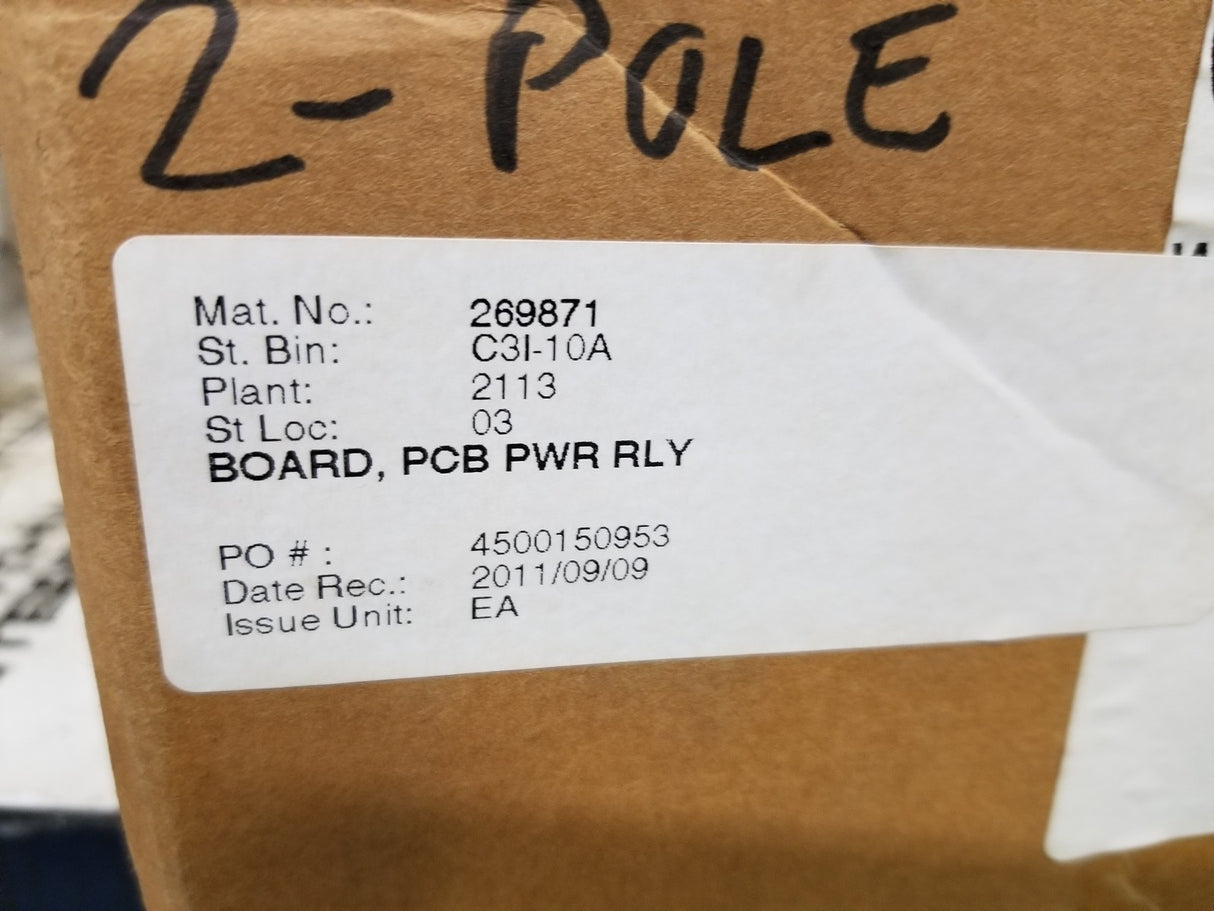 2-POLE
Mat. No.: 269871
St. Bin: C3I-10A
Plant: 2113
St Loc: 03
BOARD, PCB PWR RLY
PO # : 4500150953
Date Rec.: 2011/09/09
Issue Unit: EA